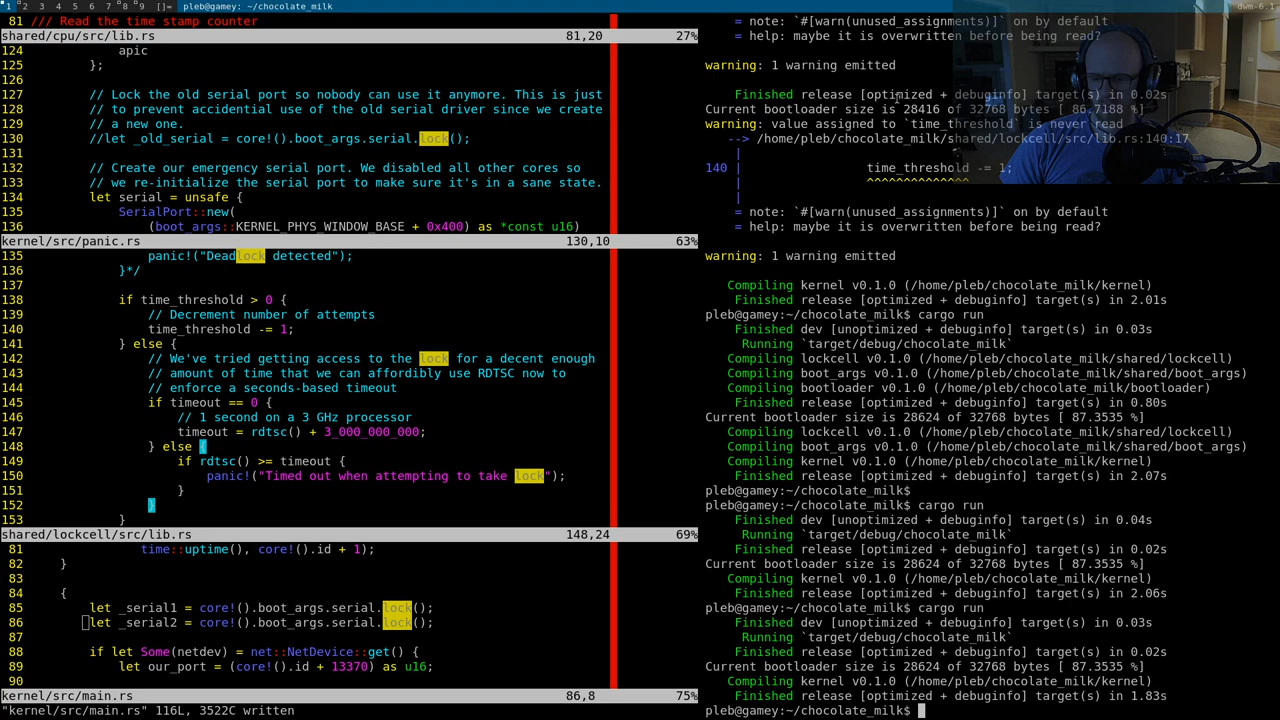 1 2 3 4 5 6 7 8 9 []= pleb@gamey: ~/chocolate_milk dwm-6.1
81 /// Read the time stamp counter
shared/cpu/src/lib.rs 81,20 27%
124 apic
125 };
126
127 // Lock the old serial port so nobody can use it anymore. This is just
128 // to prevent accidential use of the old serial driver since we create
129 // a new one.
130 //let _old_serial = core!().boot_args.serial.lock();
131
132 // Create our emergency serial port. We disabled all other cores so
133 // we re-initialize the serial port to make sure it's in a sane state.
134 let serial = unsafe {
135 SerialPort::new(
136 (boot_args::KERNEL_PHYS_WINDOW_BASE + 0x400) as *const u16)
kernel/src/panic.rs 130,10 63%
135 panic!("Deadlock detected");
136 }*/
137
138 if time_threshold > 0 {
139 // Decrement number of attempts
140 time_threshold -= 1;
141 } else {
142 // We've tried getting access to the lock for a decent enough
143 // amount of time that we can affordibly use RDTSC now to
144 // enforce a seconds-based timeout
145 if timeout == 0 {
146 // 1 second on a 3 GHz processor
147 timeout = rdtsc() + 3_000_000_000;
148 } else {
149 if rdtsc() >= timeout {
150 panic!("Timed out when attempting to take lock");
151 }
152 }
153 }
shared/lockcell/src/lib.rs 148,24 69%
81 time::uptime(), core!().id + 1);
82 }
83
84 {
85 let _serial1 = core!().boot_args.serial.lock();
86 let _serial2 = core!().boot_args.serial.lock();
87
88 if let Some(netdev) = net::NetDevice::get() {
89 let our_port = (core!().id + 13370) as u16;
90
kernel/src/main.rs 86,8 75%
"kernel/src/main.rs" 116L, 3522C written
= note: `#[warn(unused_assignments)]` on by default
= help: maybe it is overwritten before being read?
warning: 1 warning emitted
Finished release [optimized + debuginfo] target(s) in 0.02s
Current bootloader size is 28416 of 32768 bytes [ 86.7188 %]
warning: value assigned to `time_threshold` is never read
--> /home/pleb/chocolate_milk/shared/lockcell/src/lib.rs:140:17
|
140 | time_threshold -= 1;
| ^^^^^^^^^^^^^^
|
= note: `#[warn(unused_assignments)]` on by default
= help: maybe it is overwritten before being read?
warning: 1 warning emitted
Compiling kernel v0.1.0 (/home/pleb/chocolate_milk/kernel)
Finished release [optimized + debuginfo] target(s) in 2.01s
pleb@gamey:~/chocolate_milk$ cargo run
Finished dev [unoptimized + debuginfo] target(s) in 0.03s
Running `target/debug/chocolate_milk`
Compiling lockcell v0.1.0 (/home/pleb/chocolate_milk/shared/lockcell)
Compiling boot_args v0.1.0 (/home/pleb/chocolate_milk/shared/boot_args)
Compiling bootloader v0.1.0 (/home/pleb/chocolate_milk/bootloader)
Finished release [optimized + debuginfo] target(s) in 0.80s
Current bootloader size is 28624 of 32768 bytes [ 87.3535 %]
Compiling lockcell v0.1.0 (/home/pleb/chocolate_milk/shared/lockcell)
Compiling boot_args v0.1.0 (/home/pleb/chocolate_milk/shared/boot_args)
Compiling kernel v0.1.0 (/home/pleb/chocolate_milk/kernel)
Finished release [optimized + debuginfo] target(s) in 2.07s
pleb@gamey:~/chocolate_milk$
pleb@gamey:~/chocolate_milk$ cargo run
Finished dev [unoptimized + debuginfo] target(s) in 0.04s
Running `target/debug/chocolate_milk`
Finished release [optimized + debuginfo] target(s) in 0.02s
Current bootloader size is 28624 of 32768 bytes [ 87.3535 %]
Compiling kernel v0.1.0 (/home/pleb/chocolate_milk/kernel)
Finished release [optimized + debuginfo] target(s) in 2.06s
pleb@gamey:~/chocolate_milk$ cargo run
Finished dev [unoptimized + debuginfo] target(s) in 0.03s
Running `target/debug/chocolate_milk`
Finished release [optimized + debuginfo] target(s) in 0.02s
Current bootloader size is 28624 of 32768 bytes [ 87.3535 %]
Compiling kernel v0.1.0 (/home/pleb/chocolate_milk/kernel)
Finished release [optimized + debuginfo] target(s) in 1.83s
pleb@gamey:~/chocolate_milk$